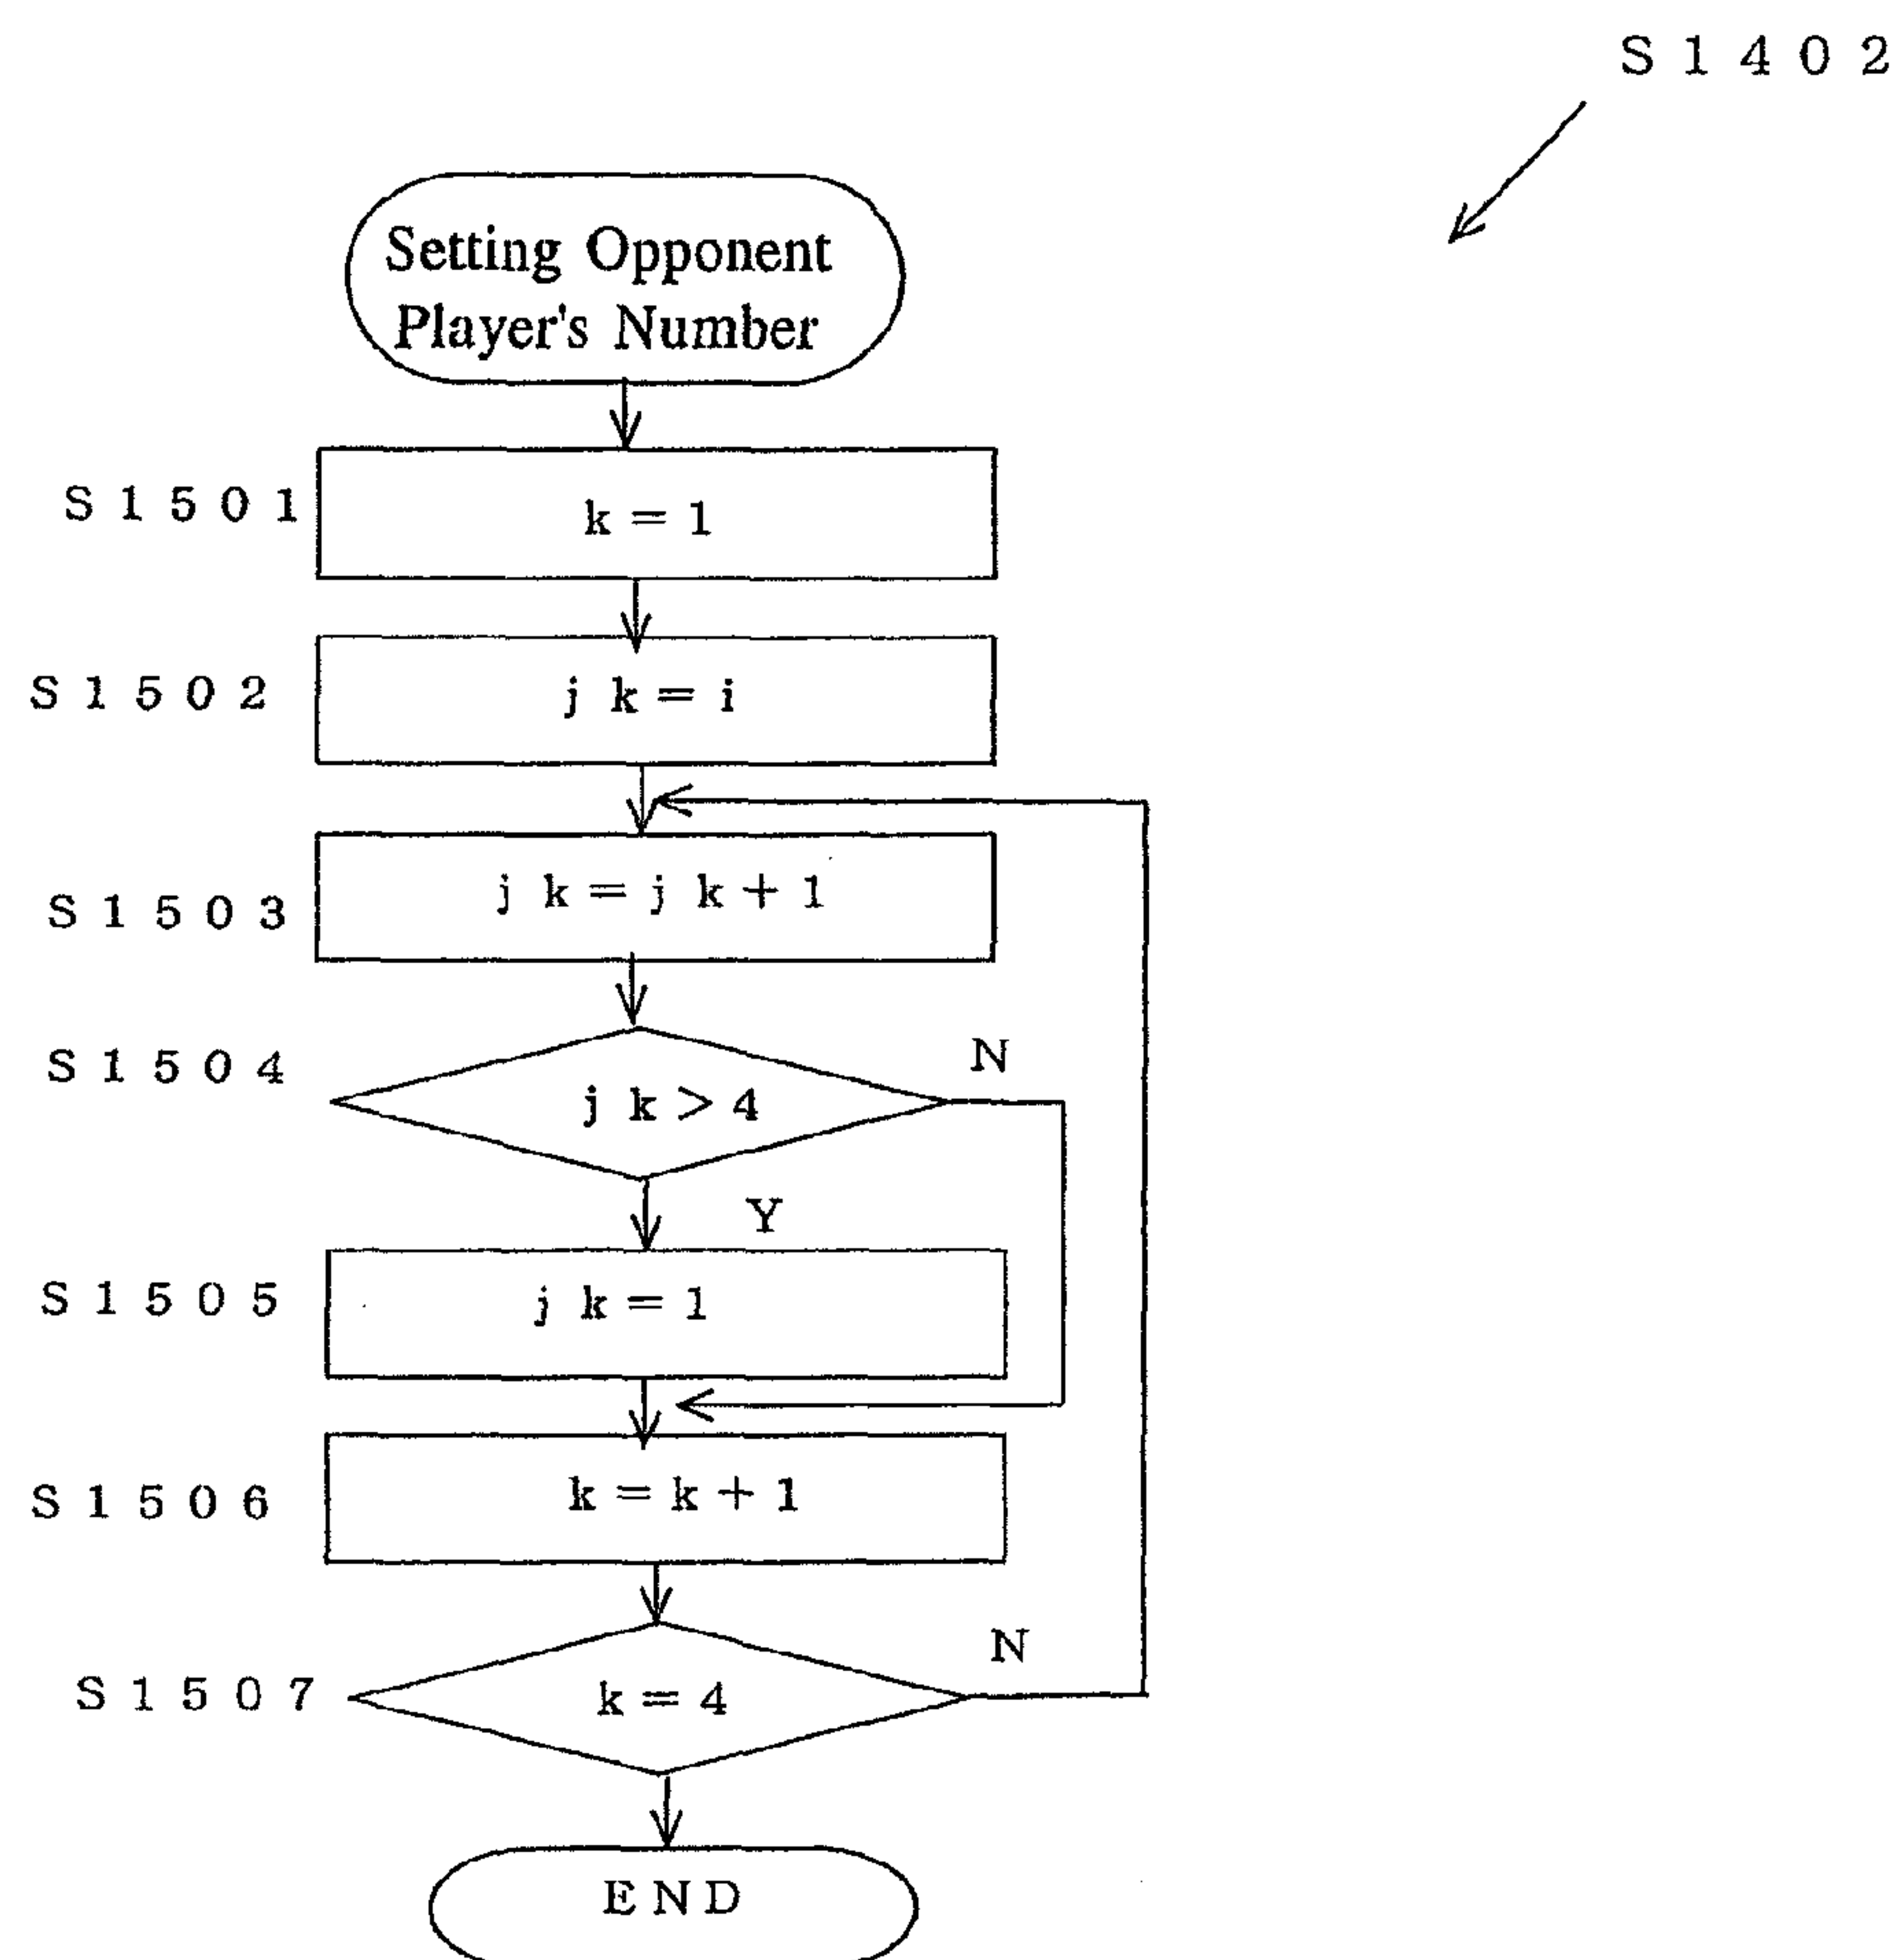 S 1 4 0 2
Setting Opponent
Player's Number
S 1 5 0 1
k = 1
S 1 5 0 2
j k = i
S 1 5 0 3
j k = j k + 1
S 1 5 0 4
j k > 4
N
Y
S 1 5 0 5
j k = 1
S 1 5 0 6
k = k + 1
S 1 5 0 7
k = 4
N
E N D